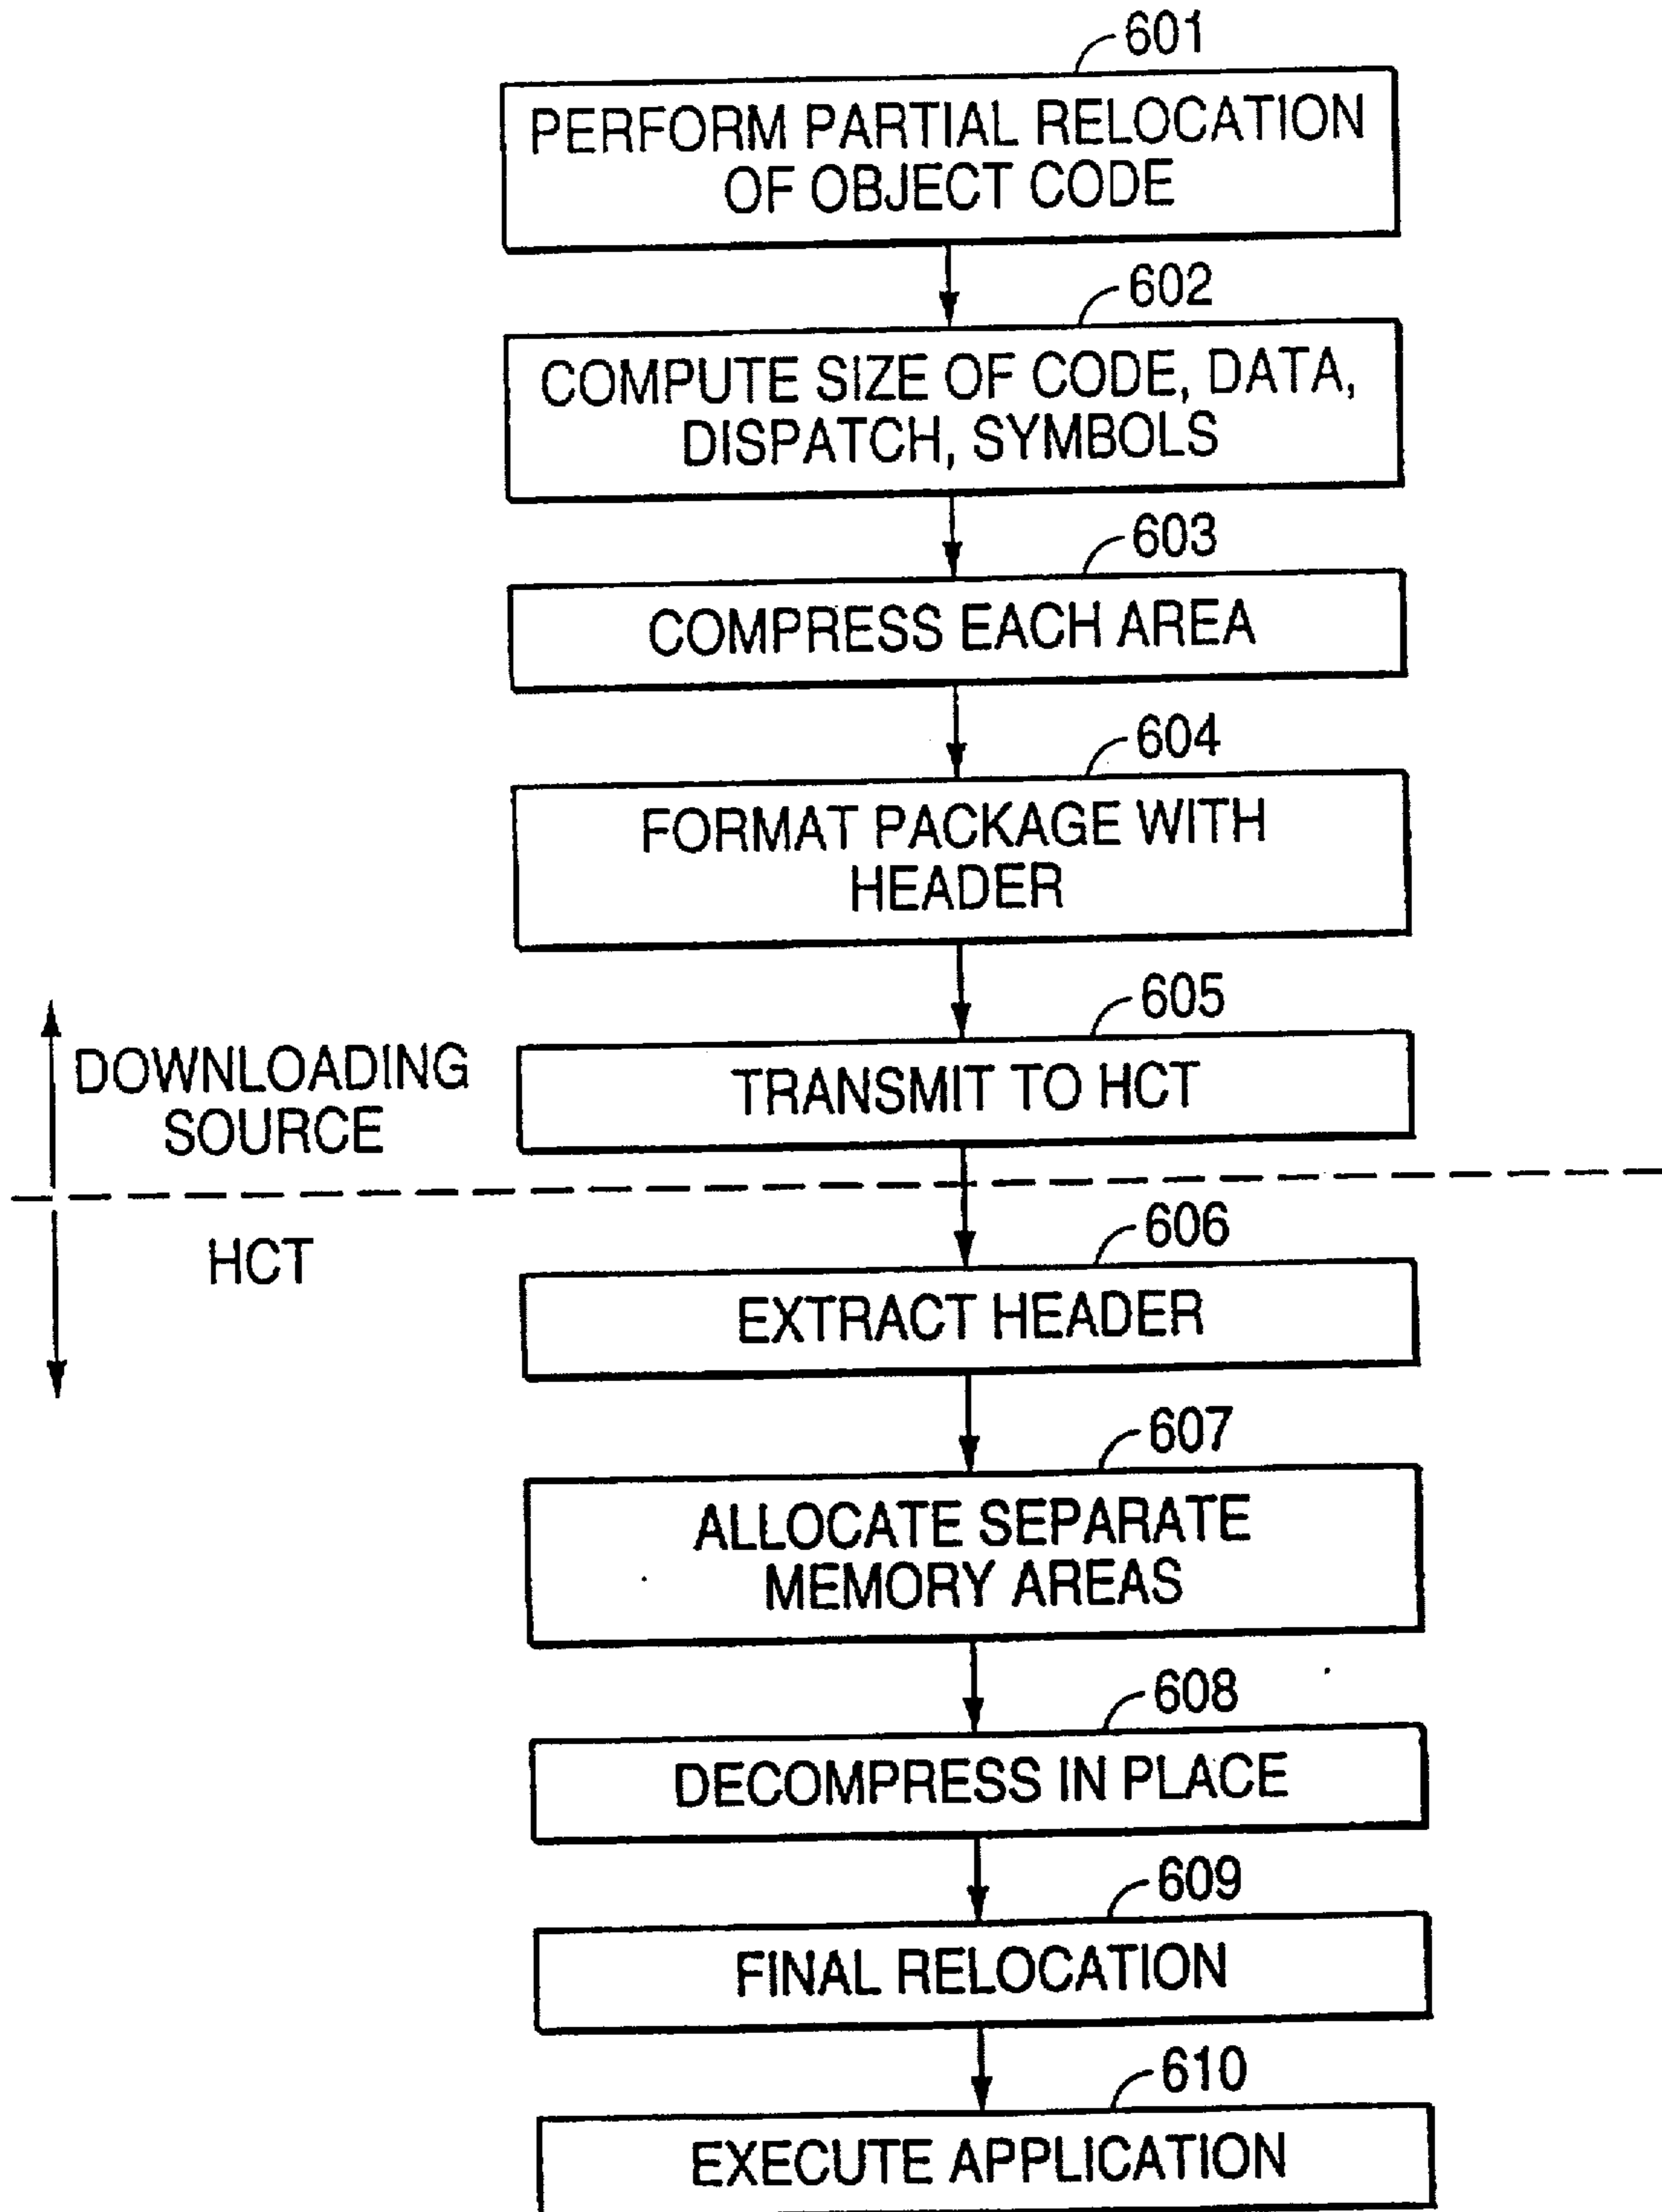 601
PERFORM PARTIAL RELOCATION
OF OBJECT CODE
602
COMPUTE SIZE OF CODE, DATA,
DISPATCH, SYMBOLS
603
COMPRESS EACH AREA
604
FORMAT PACKAGE WITH
HEADER
605
TRANSMIT TO HCT
DOWNLOADING
SOURCE
HCT
606
EXTRACT HEADER
607
ALLOCATE SEPARATE
MEMORY AREAS
608
DECOMPRESS IN PLACE
609
FINAL RELOCATION
610
EXECUTE APPLICATION